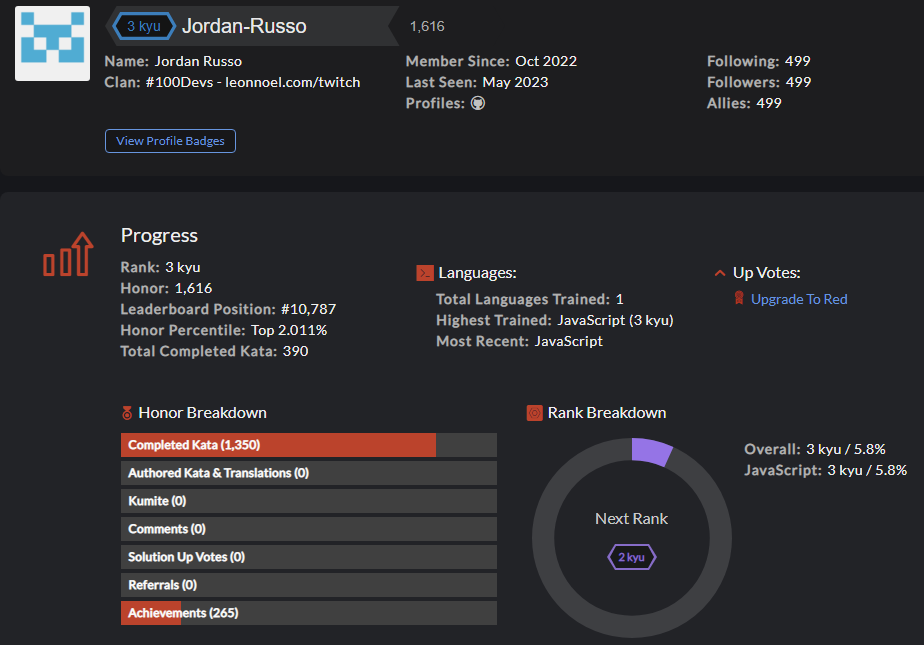 3 kyu Jordan-Russo 1,616
Name: Jordan Russo
Clan: #100Devs - leonnoel.com/twitch
Member Since: Oct 2022
Last Seen: May 2023
Profiles:
Following: 499
Followers: 499
Allies: 499
View Profile Badges
Progress
Rank: 3 kyu
Honor: 1,616
Leaderboard Position: #10,787
Honor Percentile: Top 2.011%
Total Completed Kata: 390
Languages:
Total Languages Trained: 1
Highest Trained: JavaScript (3 kyu)
Most Recent: JavaScript
Up Votes:
Upgrade To Red
Honor Breakdown
Completed Kata (1,350)
Authored Kata & Translations (0)
Kumite (0)
Comments (0)
Solution Up Votes (0)
Referrals (0)
Achievements (265)
Rank Breakdown
Next Rank
2 kyu
Overall: 3 kyu / 5.8%
JavaScript: 3 kyu / 5.8%